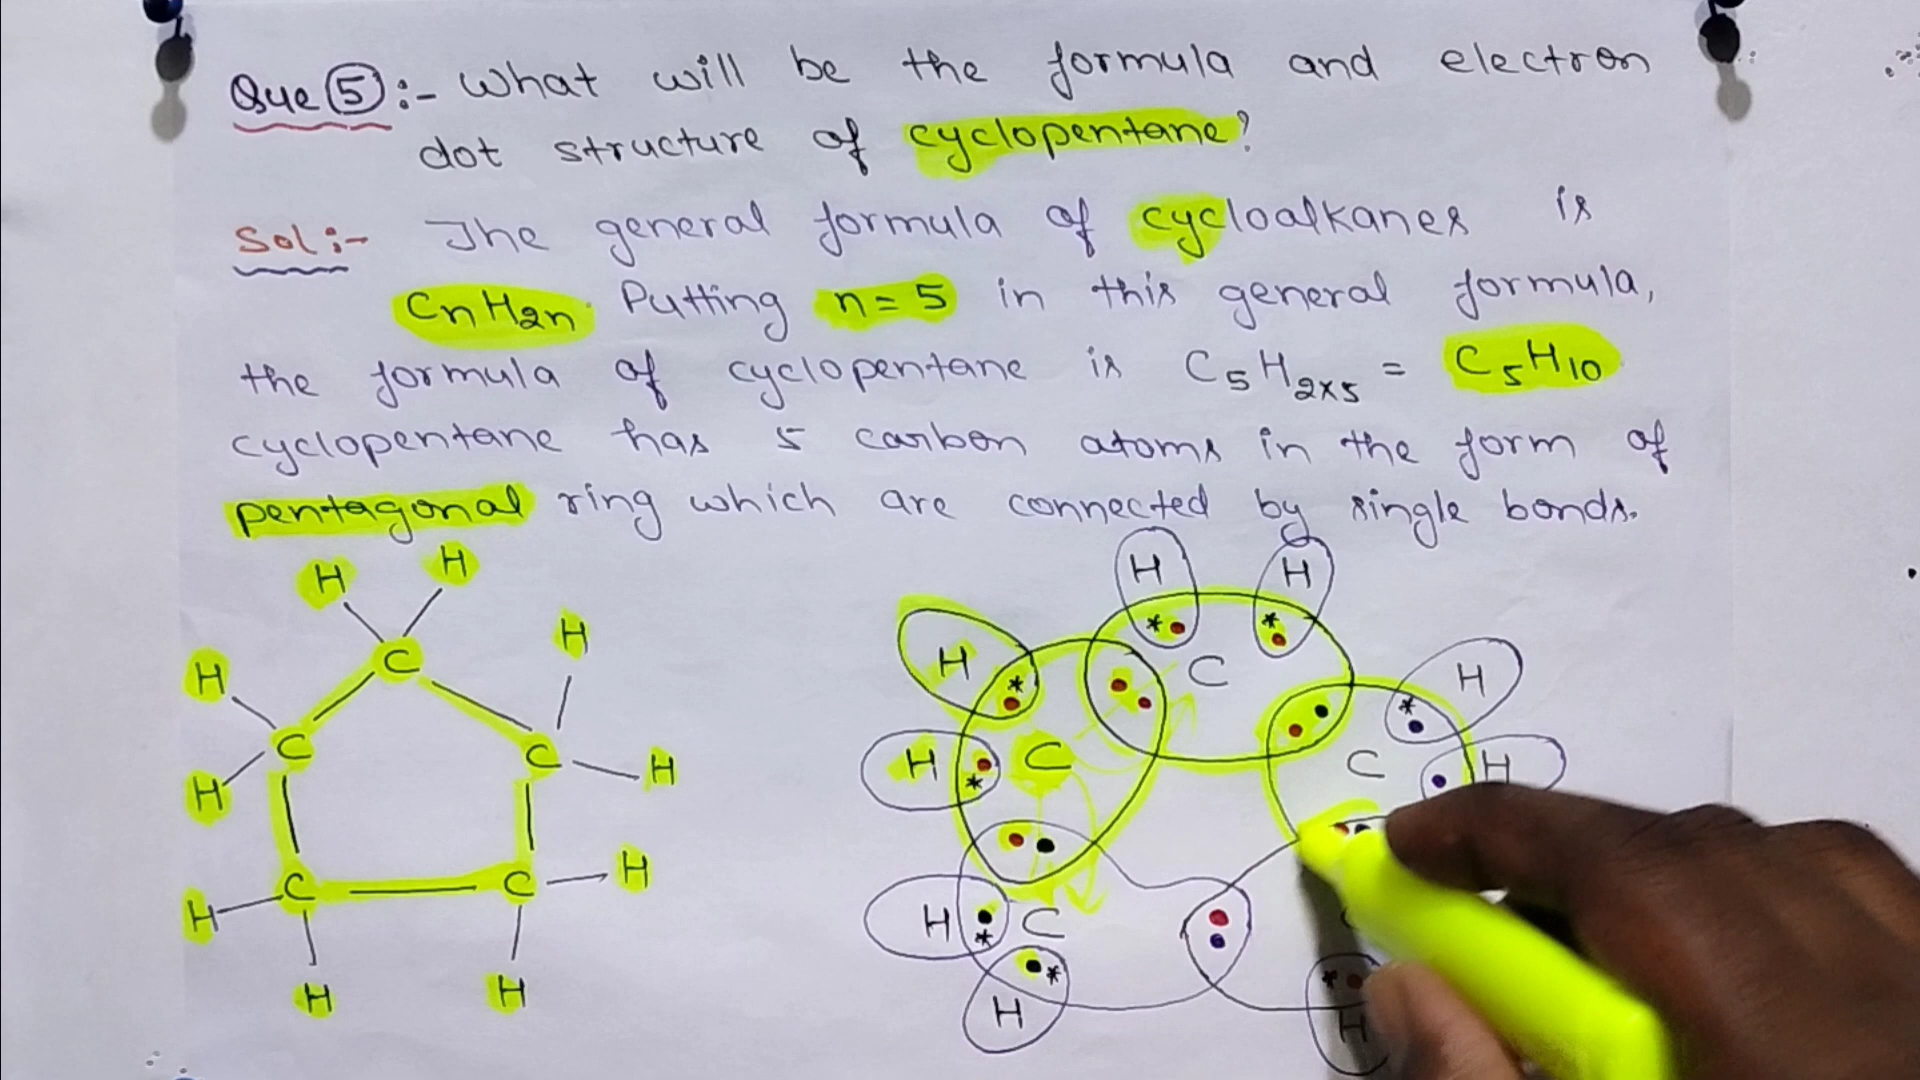 Que 5 :- What will be the formula and electron
dot structure of cyclopentane?
Sol :- The general formula of cycloalkanes is
CnH2n. Putting n = 5 in this general formula,
the formula of cyclopentane is C5H2x5 = C5H10
cyclopentane has 5 carbon atoms in the form of
pentagonal ring which are connected by single bonds.
H H
H
H
C
C
C
H
H
C
C
H
H
H
H
H H
H
C
H
H
C
C
H
H
C
H
H